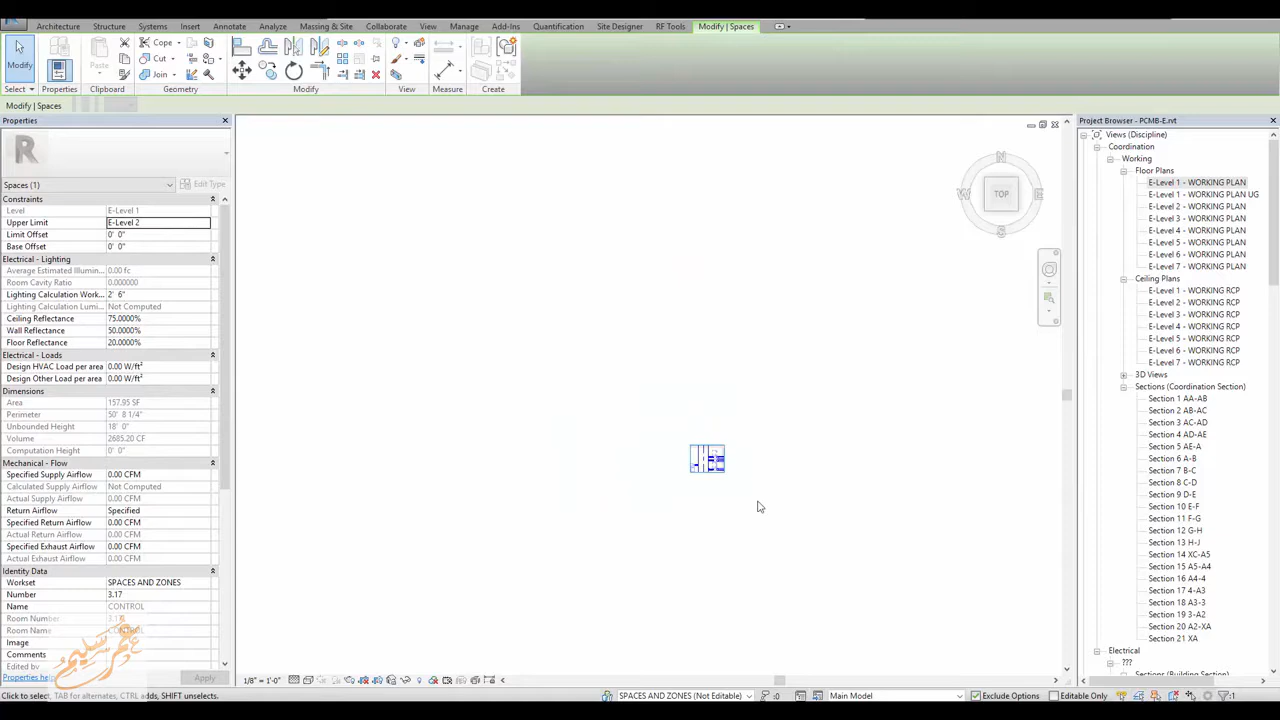 Architecture Structure Systems Insert Annotate Analyze Massing & Site Collaborate View Manage Add-Ins Quantification Site Designer RF Tools Modify | Spaces
Modify
Paste
Cope
Cut
Join
Select Properties Clipboard Geometry Modify View Measure Create
Modify | Spaces
Properties
R
Spaces (1) Edit Type
Constraints
Level E-Level 1
Upper Limit E-Level 2
Limit Offset 0' 0"
Base Offset 0' 0"
Electrical - Lighting
Average Estimated Illumin... 0.00 fc
Room Cavity Ratio 0.000000
Lighting Calculation Work... 2' 6"
Lighting Calculation Lumi... Not Computed
Ceiling Reflectance 75.0000%
Wall Reflectance 50.0000%
Floor Reflectance 20.0000%
Electrical - Loads
Design HVAC Load per area 0.00 W/ft²
Design Other Load per area 0.00 W/ft²
Dimensions
Area 157.95 SF
Perimeter 50' 8 1/4"
Unbounded Height 18' 0"
Volume 2685.20 CF
Computation Height 0' 0"
Mechanical - Flow
Specified Supply Airflow 0.00 CFM
Calculated Supply Airflow Not Computed
Actual Supply Airflow 0.00 CFM
Return Airflow Specified
Specified Return Airflow 0.00 CFM
Actual Return Airflow 0.00 CFM
Specified Exhaust Airflow 0.00 CFM
Actual Exhaust Airflow 0.00 CFM
Identity Data
Workset SPACES AND ZONES
Number 3.17
Name CONTROL
Room Number 3.17
Room Name CONTROL
Image
Comments
Edited by
Properties help Apply
N
W TOP E
S
Project Browser - PCMB-E.rvt
Views (Discipline)
Coordination
Working
Floor Plans
E-Level 1 - WORKING PLAN
E-Level 1 - WORKING PLAN UG
E-Level 2 - WORKING PLAN
E-Level 3 - WORKING PLAN
E-Level 4 - WORKING PLAN
E-Level 5 - WORKING PLAN
E-Level 6 - WORKING PLAN
E-Level 7 - WORKING PLAN
Ceiling Plans
E-Level 1 - WORKING RCP
E-Level 2 - WORKING RCP
E-Level 3 - WORKING RCP
E-Level 4 - WORKING RCP
E-Level 5 - WORKING RCP
E-Level 6 - WORKING RCP
E-Level 7 - WORKING RCP
3D Views
Sections (Coordination Section)
Section 1 AA-AB
Section 2 AB-AC
Section 3 AC-AD
Section 4 AD-AE
Section 5 AE-A
Section 6 A-B
Section 7 B-C
Section 8 C-D
Section 9 D-E
Section 10 E-F
Section 11 F-G
Section 12 G-H
Section 13 H-J
Section 14 XC-A5
Section 15 A5-A4
Section 16 A4-4
Section 17 4-A3
Section 18 A3-3
Section 19 3-A2
Section 20 A2-XA
Section 21 XA
Electrical
???
Sections (Building Section)
1/8" = 1'-0"
Click to select, TAB for alternates, CTRL adds, SHIFT unselects. SPACES AND ZONES (Not Editable) :0 Main Model Exclude Options Editable Only :1